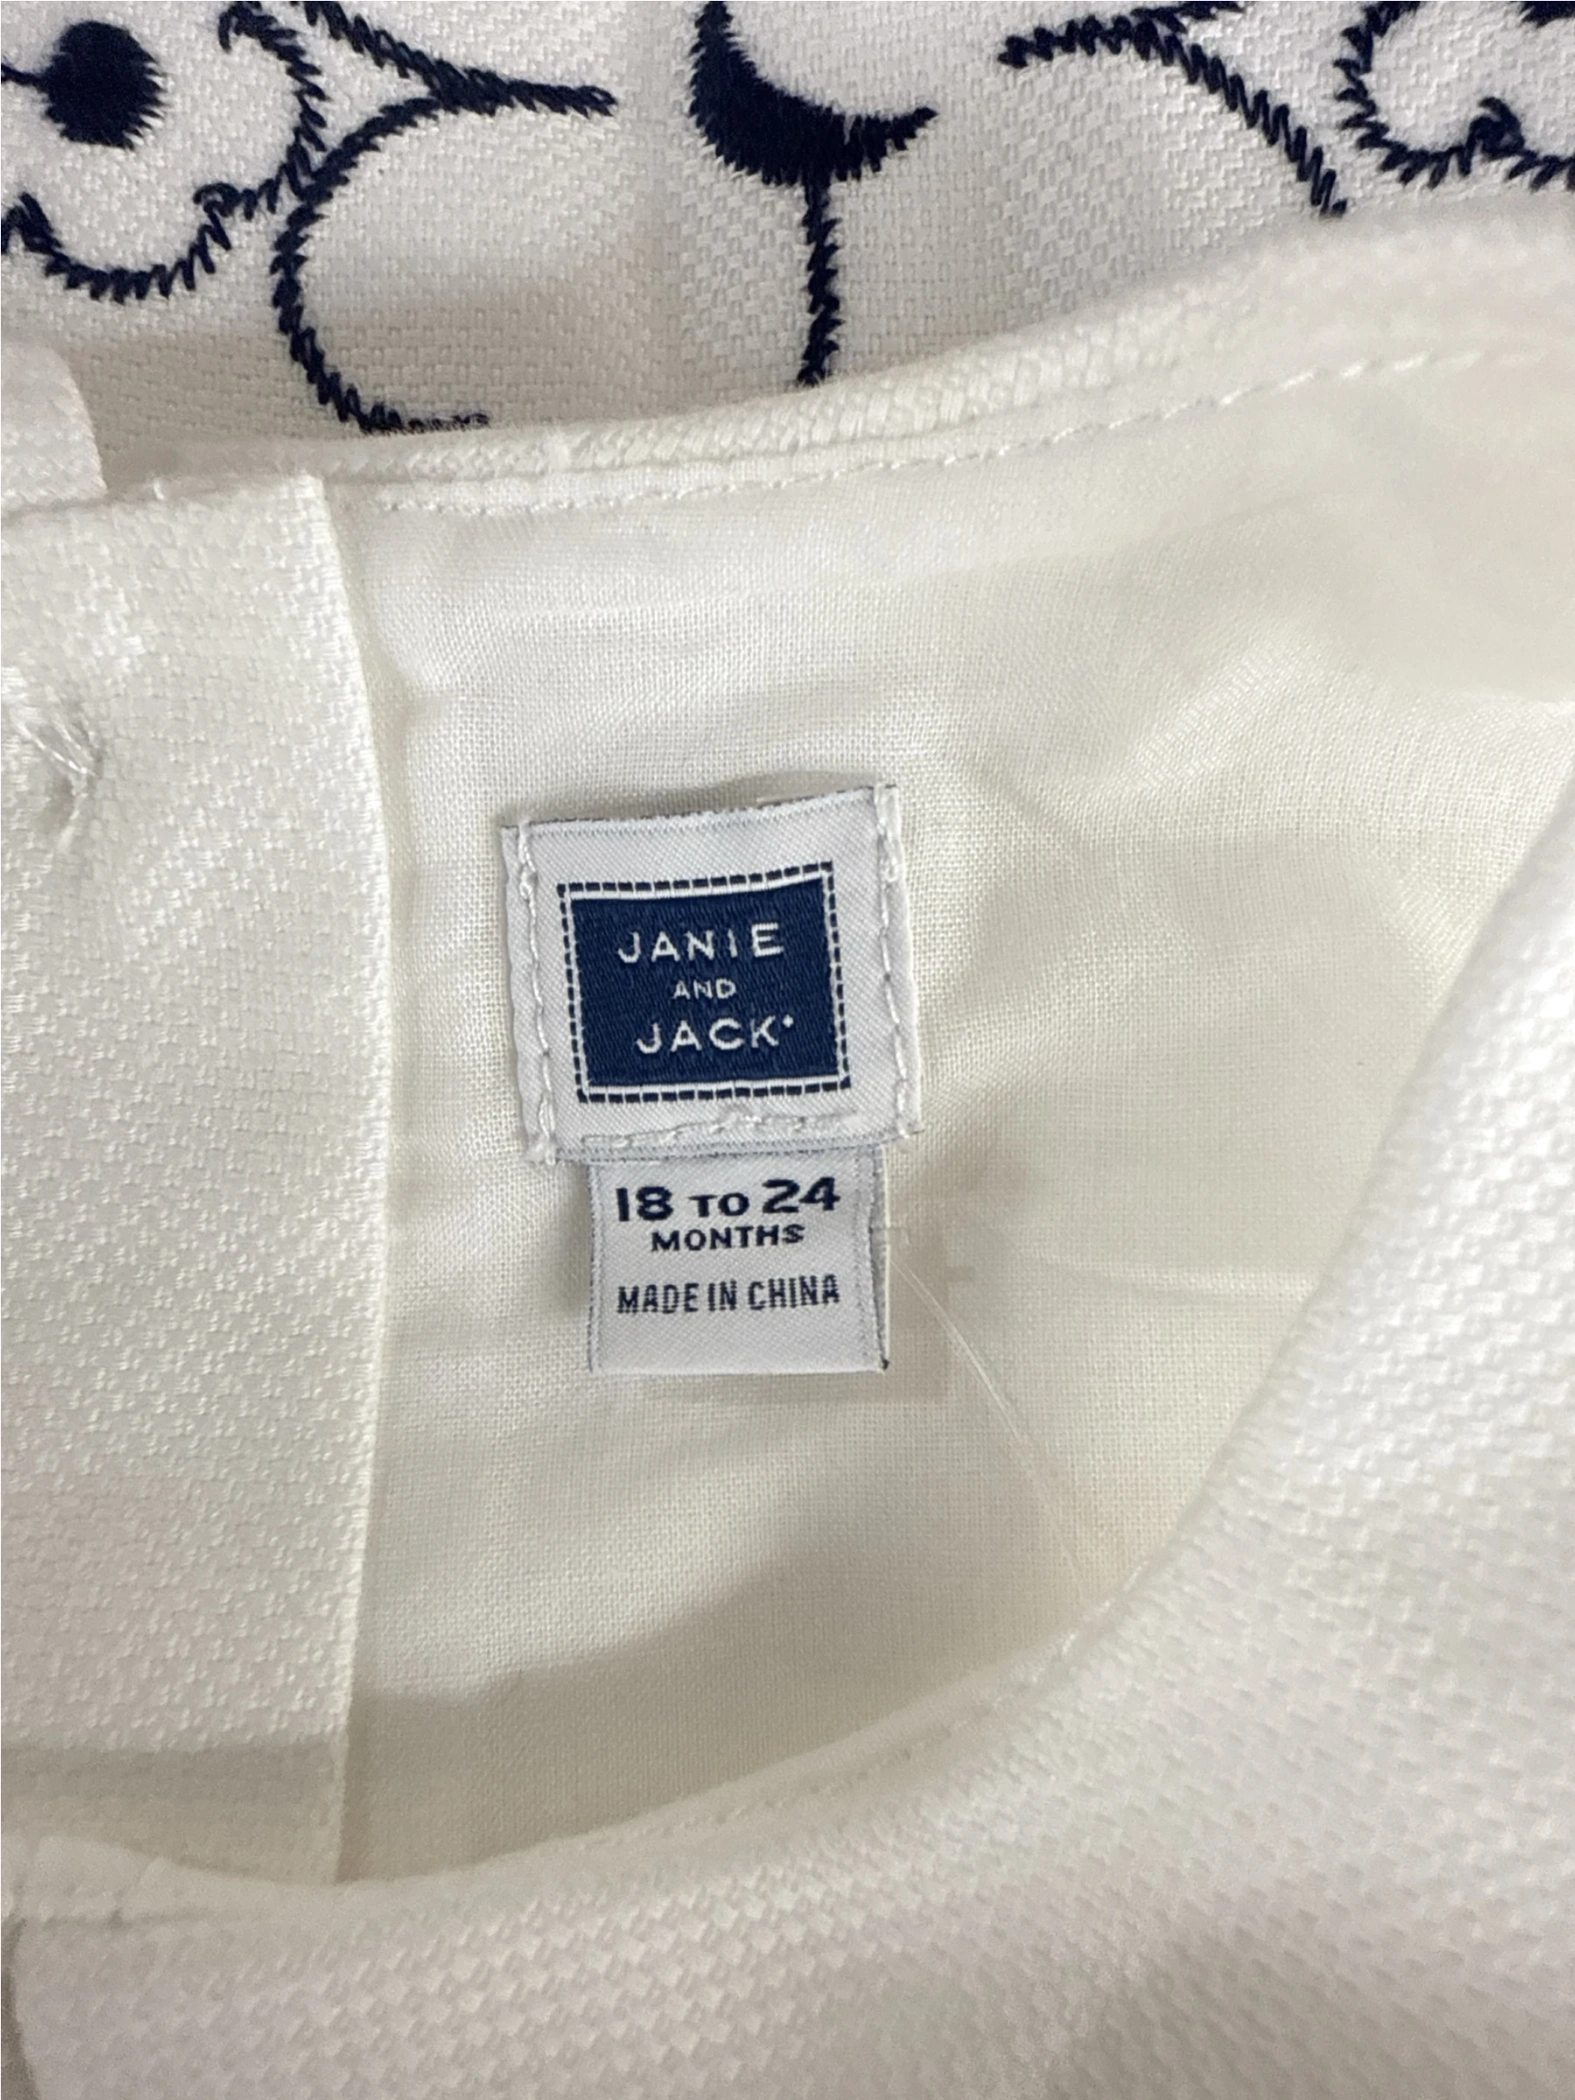 JANIE
AND
JACK
18 TO 24
MONTHS
MADE IN CHINA